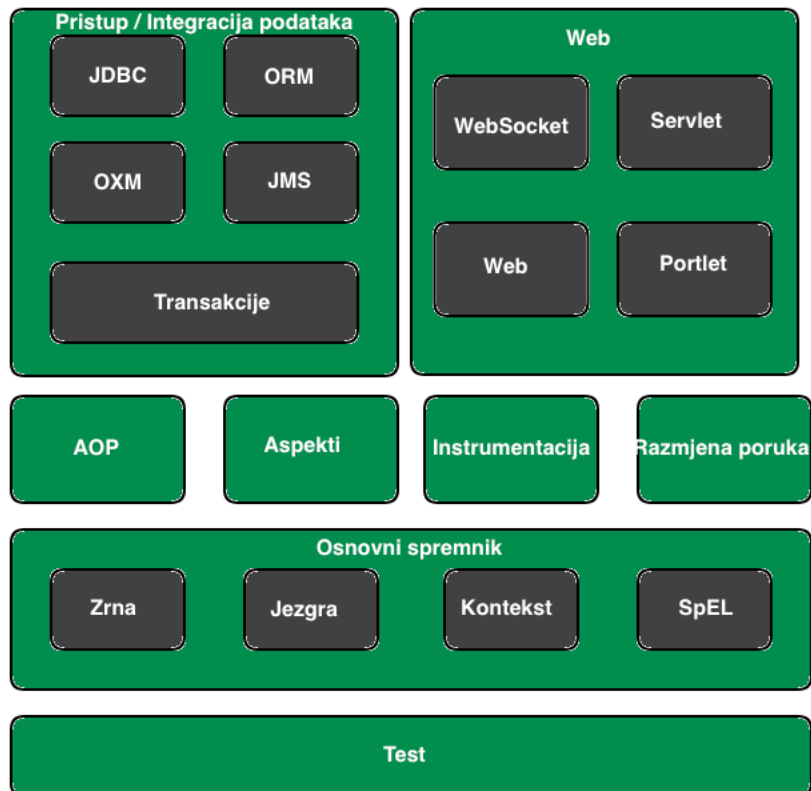 Pristup / Integracija podataka
JDBC
ORM
OXM
JMS
Transakcije
Web
WebSocket
Servlet
Web
Portlet
AOP
Aspekti
Instrumentacija
Razmjena poruka
Osnovni spremnik
Zrna
Jezgra
Kontekst
SpEL
Test